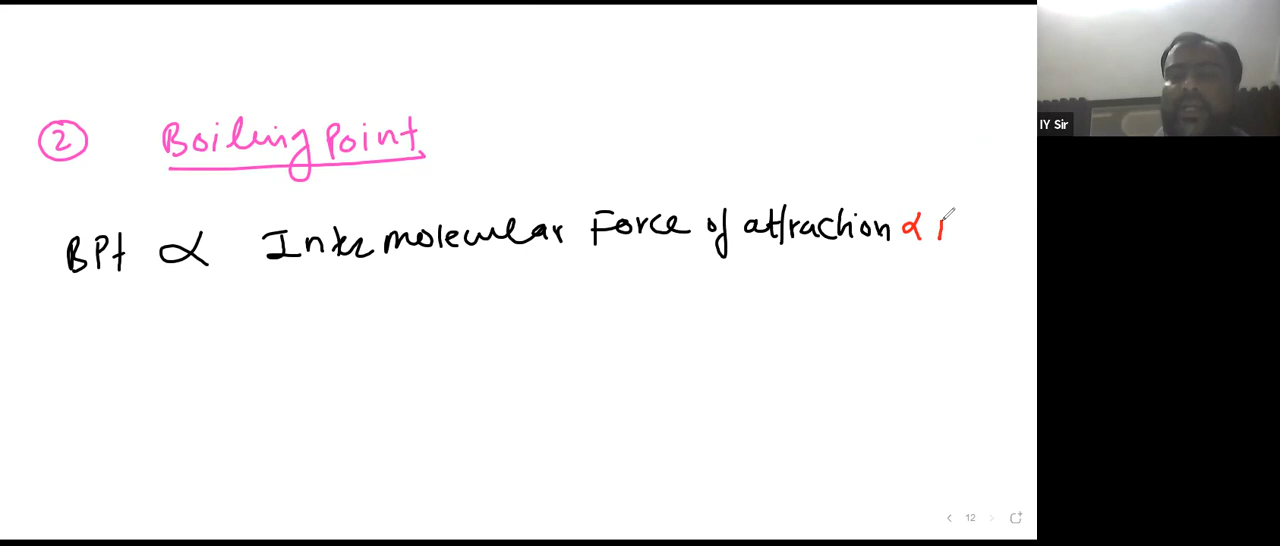 ② Boiling Point
BPt ∝ Intermolecular Force of attraction ∝
IY Sir
12